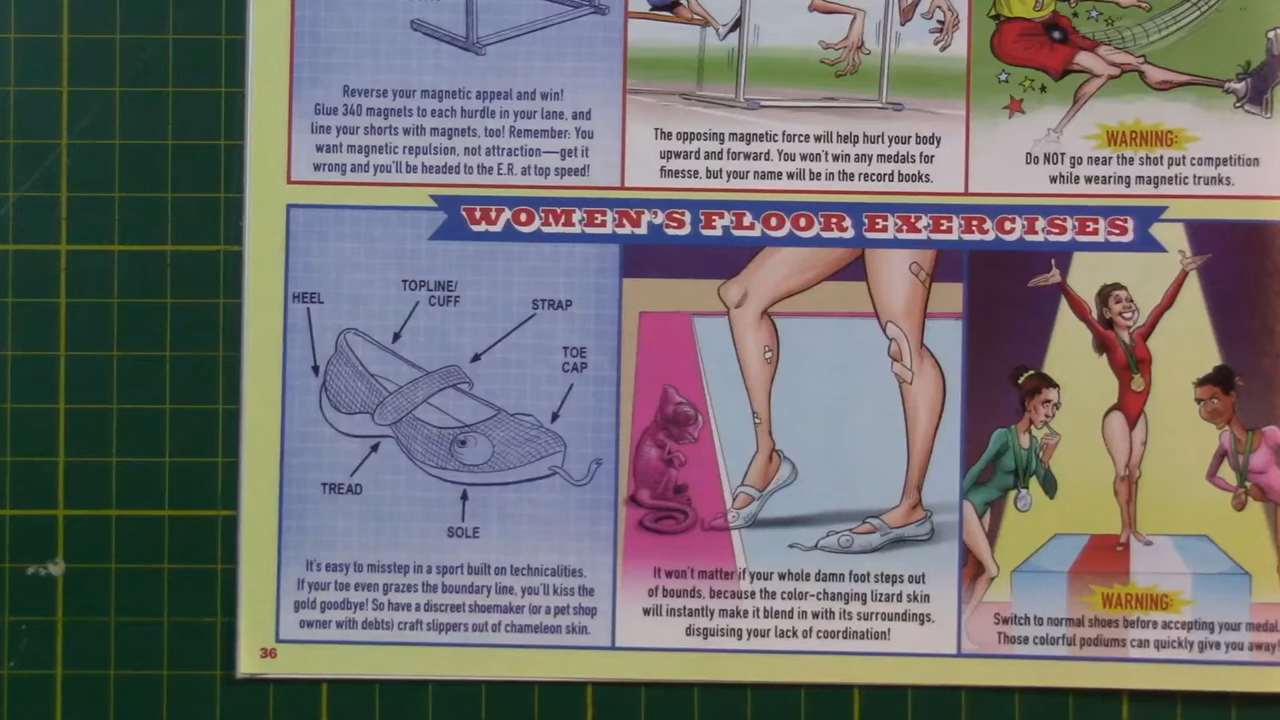 Reverse your magnetic appeal and win!
Glue 340 magnets to each hurdle in your lane, and
line your shorts with magnets, too! Remember: You
want magnetic repulsion, not attraction—get it
wrong and you'll be headed to the E.R. at top speed!
The opposing magnetic force will help hurl your body
upward and forward. You won't win any medals for
finesse, but your name will be in the record books.
WARNING:
Do NOT go near the shot put competition
while wearing magnetic trunks.
WOMEN'S FLOOR EXERCISES
HEEL
TOPLINE/
CUFF
STRAP
TOE
CAP
TREAD
SOLE
It's easy to misstep in a sport built on technicalities.
If your toe even grazes the boundary line, you'll kiss the
gold goodbye! So have a discreet shoemaker (or a pet shop
owner with debts) craft slippers out of chameleon skin.
It won't matter if your whole damn foot steps out
of bounds, because the color-changing lizard skin
will instantly make it blend in with its surroundings,
disguising your lack of coordination!
WARNING:
Switch to normal shoes before accepting your medal.
Those colorful podiums can quickly give you away!
36